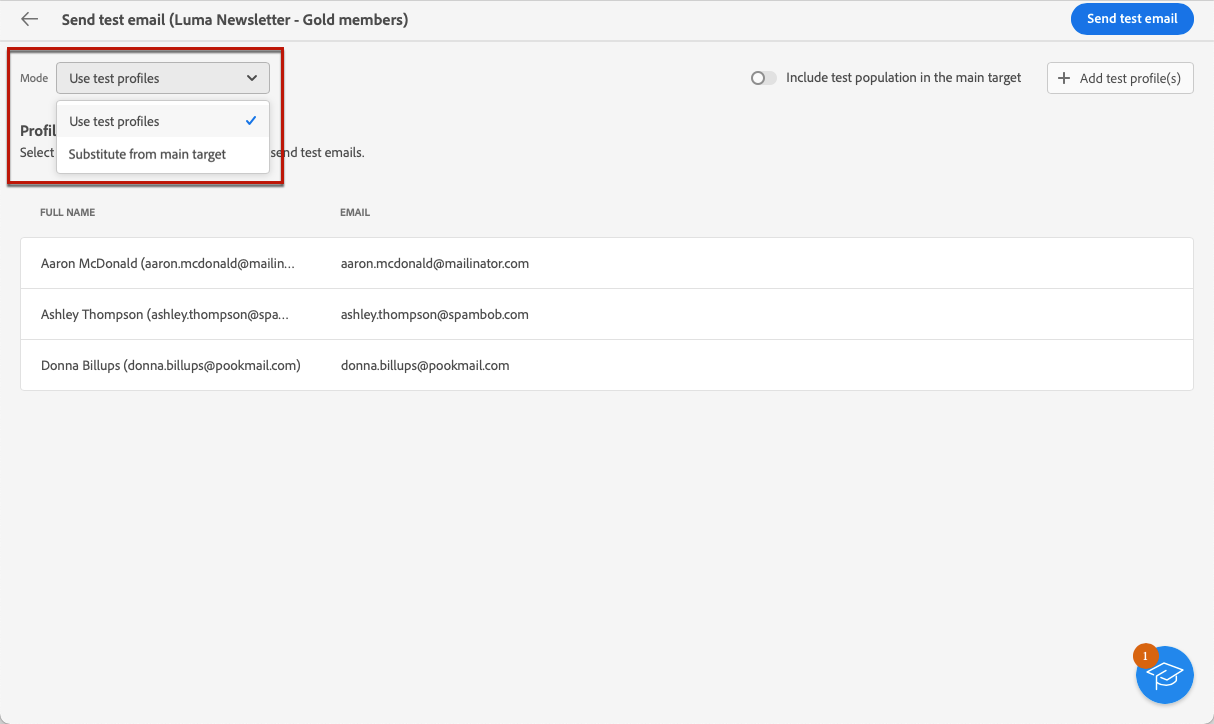 Send test email (Luma Newsletter - Gold members)
Send test email
Mode
Use test profiles
Include test population in the main target
Add test profile(s)
Use test profiles
Profil
Select
send test emails.
Substitute from main target
FULL NAME
EMAIL
Aaron McDonald (aaron.mcdonald@mailin...
aaron.mcdonald@mailinator.com
Ashley Thompson (ashley.thompson@spa...
ashley.thompson@spambob.com
Donna Billups (donna.billups@pookmail.com)
donna.billups@pookmail.com
1